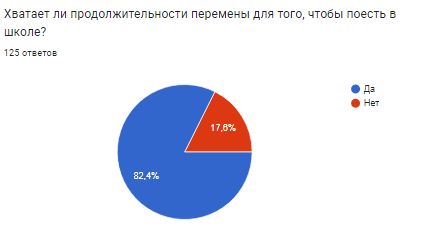 Хватает ли продолжительности перемены для того, чтобы поесть в
школе?
125 ответов
Да
Нет
17,6%
82,4%